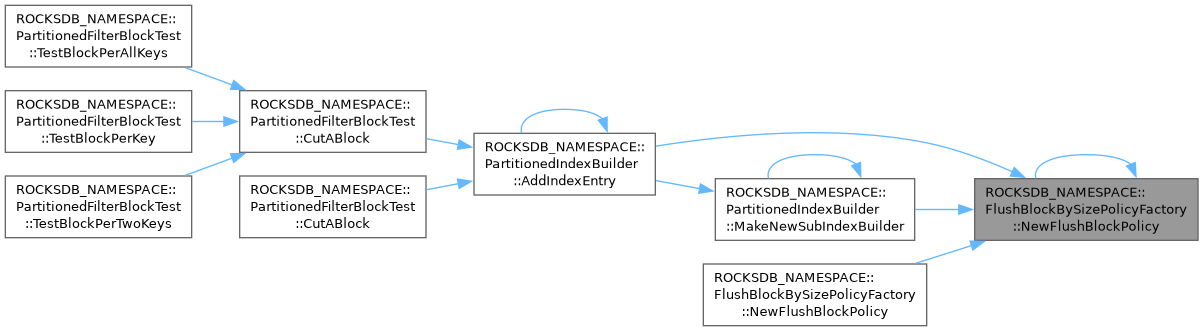 ROCKSDB_NAMESPACE::
PartitionedFilterBlockTest
::TestBlockPerAllKeys
ROCKSDB_NAMESPACE::
PartitionedFilterBlockTest
::TestBlockPerKey
ROCKSDB_NAMESPACE::
PartitionedFilterBlockTest
::TestBlockPerTwoKeys
ROCKSDB_NAMESPACE::
PartitionedFilterBlockTest
::CutABlock
ROCKSDB_NAMESPACE::
PartitionedFilterBlockTest
::CutABlock
ROCKSDB_NAMESPACE::
PartitionedIndexBuilder
::AddIndexEntry
ROCKSDB_NAMESPACE::
PartitionedIndexBuilder
::MakeNewSubIndexBuilder
ROCKSDB_NAMESPACE::
FlushBlockBySizePolicyFactory
::NewFlushBlockPolicy
ROCKSDB_NAMESPACE::
FlushBlockBySizePolicyFactory
::NewFlushBlockPolicy